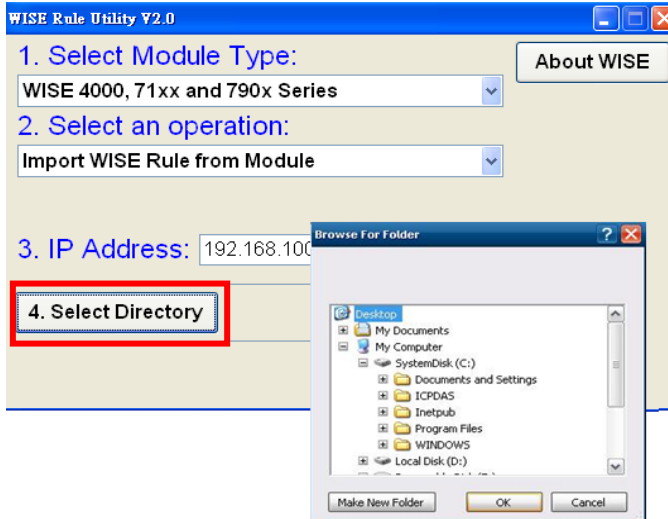 WISE Rule Utility V2.0
1. Select Module Type:
About WISE
WISE 4000, 71xx and 790x Series
2. Select an operation:
Import WISE Rule from Module
3. IP Address:
192.168.100
4. Select Directory
Browse For Folder
Desktop
My Documents
My Computer
SystemDisk (C:)
Documents and Settings
ICPDAS
Inetpub
Program Files
WINDOWS
Local Disk (D:)
Make New Folder
OK
Cancel